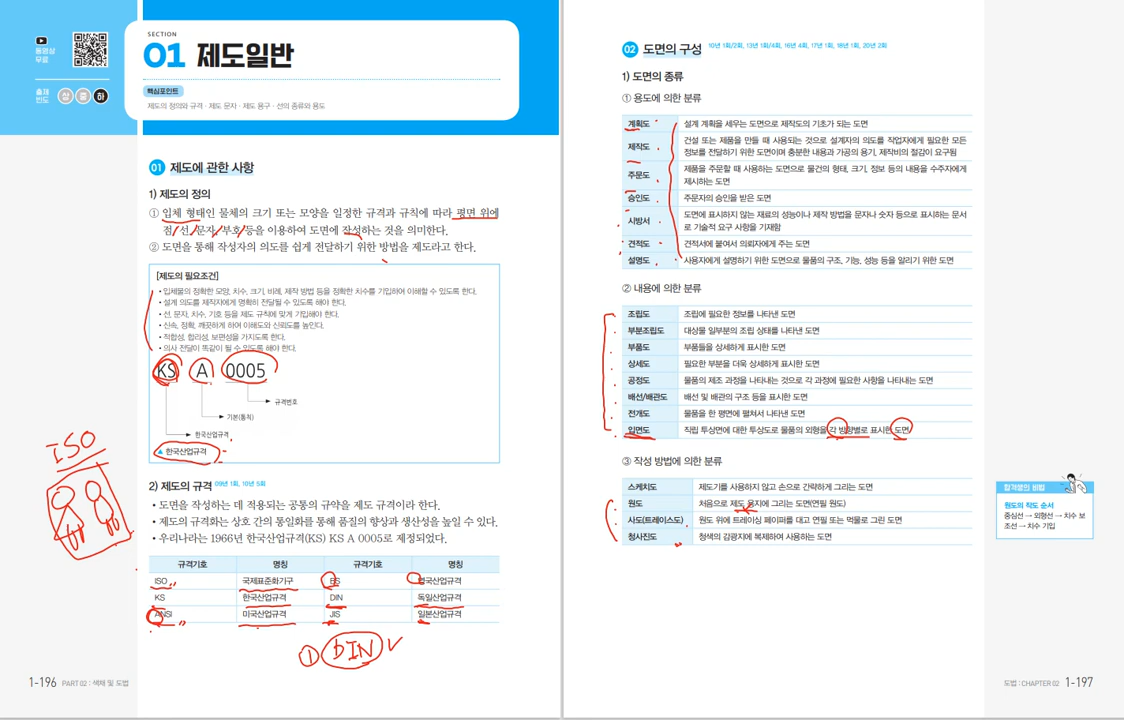 동영상
무료
출제
빈도
상 중 하
SECTION
01 제도일반
핵심포인트
제도의 정의와 규격 · 제도 문자 · 제도 용구 · 선의 종류와 용도
01 제도에 관한 사항
1) 제도의 정의
① 입체 형태인 물체의 크기 또는 모양을 일정한 규격과 규칙에 따라 평면 위에
점, 선, 문자, 부호 등을 이용하여 도면에 작성하는 것을 의미한다.
② 도면을 통해 작성자의 의도를 쉽게 전달하기 위한 방법을 제도라고 한다.
[제도의 필요조건]
• 입체물의 정확한 모양, 치수, 크기, 비례, 제작 방법 등을 정확한 치수를 기입하여 이해할 수 있도록 한다.
• 설계 의도를 제작자에게 명확히 전달될 수 있도록 해야 한다.
• 선, 문자, 치수, 기호 등을 제도 규칙에 맞게 기입해야 한다.
• 신속, 정확, 깨끗하게 하여 이해도와 신뢰도를 높인다.
• 적합성, 합리성, 보편성을 가지도록 한다.
• 의사 전달이 똑같이 될 수 있도록 해야 한다.
KS A 0005
규격번호
기본(통칙)
한국산업규격
▲ 한국산업규격
ISO
2) 제도의 규격 09년 1회, 10년 5회
• 도면을 작성하는 데 적용되는 공통의 규약을 제도 규격이라 한다.
• 제도의 규격화는 상호 간의 통일화를 통해 품질의 향상과 생산성을 높일 수 있다.
• 우리나라는 1966년 한국산업규격(KS) KS A 0005로 제정되었다.
규격기호 명칭 규격기호 명칭
ISO 국제표준화기구 BS 영국산업규격
KS 한국산업규격 DIN 독일산업규격
ANSI 미국산업규격 JIS 일본산업규격
① DIN
1-196 PART 02 : 색채 및 도법
02 도면의 구성 10년 1회/2회, 13년 1회/4회, 16년 4회, 17년 1회, 18년 1회, 20년 2회
1) 도면의 종류
① 용도에 의한 분류
계획도 설계 계획을 세우는 도면으로 제작도의 기초가 되는 도면
제작도 건설 또는 제품을 만들 때 사용되는 것으로 설계자의 의도를 작업자에게 필요한 모든
정보를 전달하기 위한 도면이며 충분한 내용과 가공의 용기, 제작비의 절감이 요구됨
주문도 제품을 주문할 때 사용하는 도면으로 물건의 형태, 크기, 정보 등의 내용을 수주자에게
제시하는 도면
승인도 주문자의 승인을 받은 도면
시방서 도면에 표시하지 않는 재료의 성능이나 제작 방법을 문자나 숫자 등으로 표시하는 문서
로 기술적 요구 사항을 기재함
견적도 견적서에 붙여서 의뢰자에게 주는 도면
설명도 사용자에게 설명하기 위한 도면으로 물품의 구조, 기능, 성능 등을 알리기 위한 도면
② 내용에 의한 분류
조립도 조립에 필요한 정보를 나타낸 도면
부분조립도 대상물 일부분의 조립 상태를 나타낸 도면
부품도 부품들을 상세하게 표시한 도면
상세도 필요한 부분을 더욱 상세하게 표시한 도면
공정도 물품의 제조 과정을 나타내는 것으로 각 과정에 필요한 사항을 나타내는 도면
배선/배관도 배선 및 배관의 구조 등을 표시한 도면
전개도 물품을 한 평면에 펼쳐서 나타낸 도면
입면도 직립 투상면에 대한 투상도로 물품의 외형을 각 방향별로 표시한 도면
③ 작성 방법에 의한 분류
스케치도 제도기를 사용하지 않고 손으로 간략하게 그리는 도면
원도 처음으로 제도 용지에 그리는 도면(연필 원도)
사도(트레이스도) 원도 위에 트레이싱 페이퍼를 대고 연필 또는 먹물로 그린 도면
청사진도 청색의 감광지에 복제하여 사용하는 도면
합격생의 비법
원도의 작도 순서
중심선 → 외형선 → 치수 보
조선 → 치수 기입
도법 : CHAPTER 02 1-197